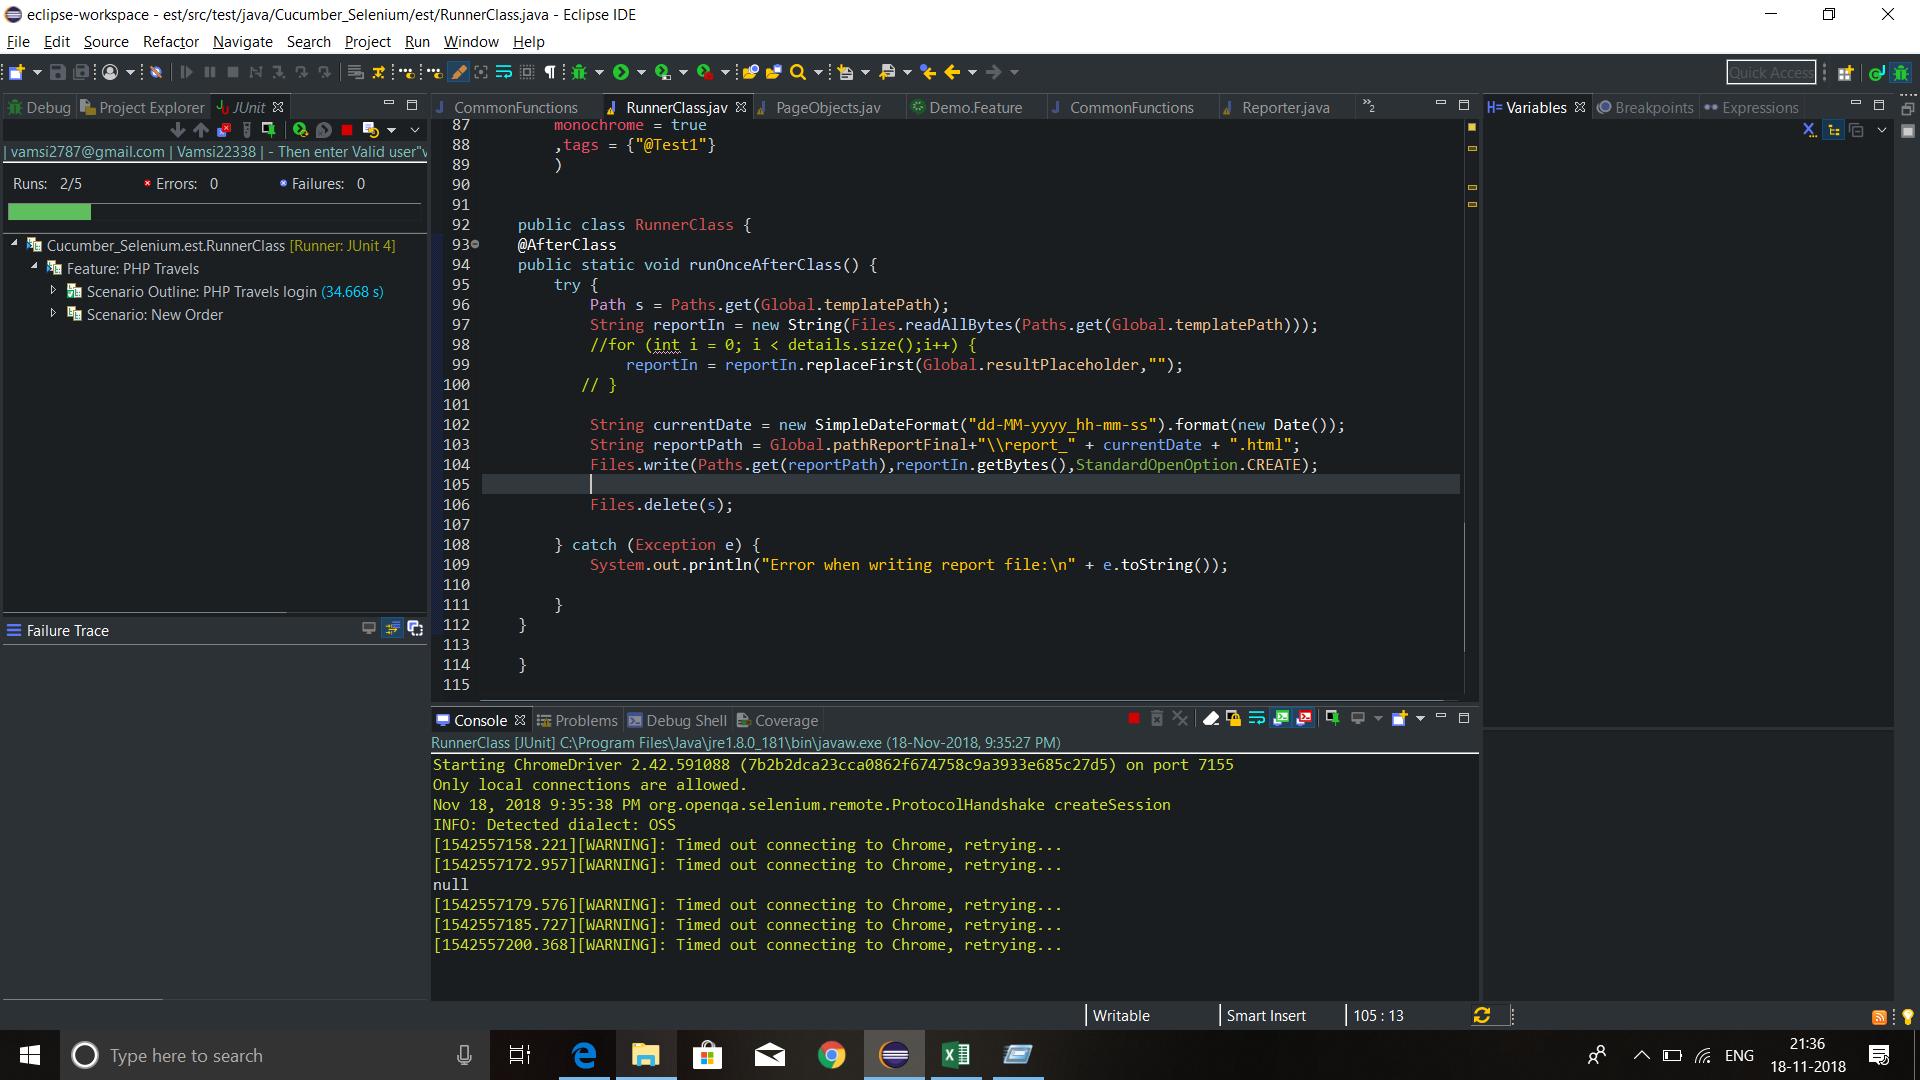 eclipse-workspace - est/src/test/java/Cucumber_Selenium/est/RunnerClass.java - Eclipse IDE
File Edit Source Refactor Navigate Search Project Run Window Help
Quick Access
Debug Project Explorer JUnit
CommonFunctions RunnerClass.jav PageObjects.jav Demo.Feature CommonFunctions Reporter.java »2
Variables Breakpoints Expressions
| vamsi2787@gmail.com | Vamsi22338 | - Then enter Valid user"v
Runs: 2/5 Errors: 0 Failures: 0
Cucumber_Selenium.est.RunnerClass [Runner: JUnit 4]
Feature: PHP Travels
Scenario Outline: PHP Travels login (34.668 s)
Scenario: New Order
Failure Trace
87 monochrome = true
88 ,tags = {"@Test1"}
89 )
90
91
92 public class RunnerClass {
93 @AfterClass
94 public static void runOnceAfterClass() {
95 try {
96 Path s = Paths.get(Global.templatePath);
97 String reportIn = new String(Files.readAllBytes(Paths.get(Global.templatePath)));
98 //for (int i = 0; i < details.size();i++) {
99 reportIn = reportIn.replaceFirst(Global.resultPlaceholder,"");
100 // }
101
102 String currentDate = new SimpleDateFormat("dd-MM-yyyy_hh-mm-ss").format(new Date());
103 String reportPath = Global.pathReportFinal+"\\report_" + currentDate + ".html";
104 Files.write(Paths.get(reportPath),reportIn.getBytes(),StandardOpenOption.CREATE);
105
106 Files.delete(s);
107
108 } catch (Exception e) {
109 System.out.println("Error when writing report file:\n" + e.toString());
110
111 }
112 }
113
114 }
115
Console Problems Debug Shell Coverage
RunnerClass [JUnit] C:\Program Files\Java\jre1.8.0_181\bin\javaw.exe (18-Nov-2018, 9:35:27 PM)
Starting ChromeDriver 2.42.591088 (7b2b2dca23cca0862f674758c9a3933e685c27d5) on port 7155
Only local connections are allowed.
Nov 18, 2018 9:35:38 PM org.openqa.selenium.remote.ProtocolHandshake createSession
INFO: Detected dialect: OSS
[1542557158.221][WARNING]: Timed out connecting to Chrome, retrying...
[1542557172.957][WARNING]: Timed out connecting to Chrome, retrying...
null
[1542557179.576][WARNING]: Timed out connecting to Chrome, retrying...
[1542557185.727][WARNING]: Timed out connecting to Chrome, retrying...
[1542557200.368][WARNING]: Timed out connecting to Chrome, retrying...
Writable Smart Insert 105 : 13
Type here to search
ENG
21:36
18-11-2018